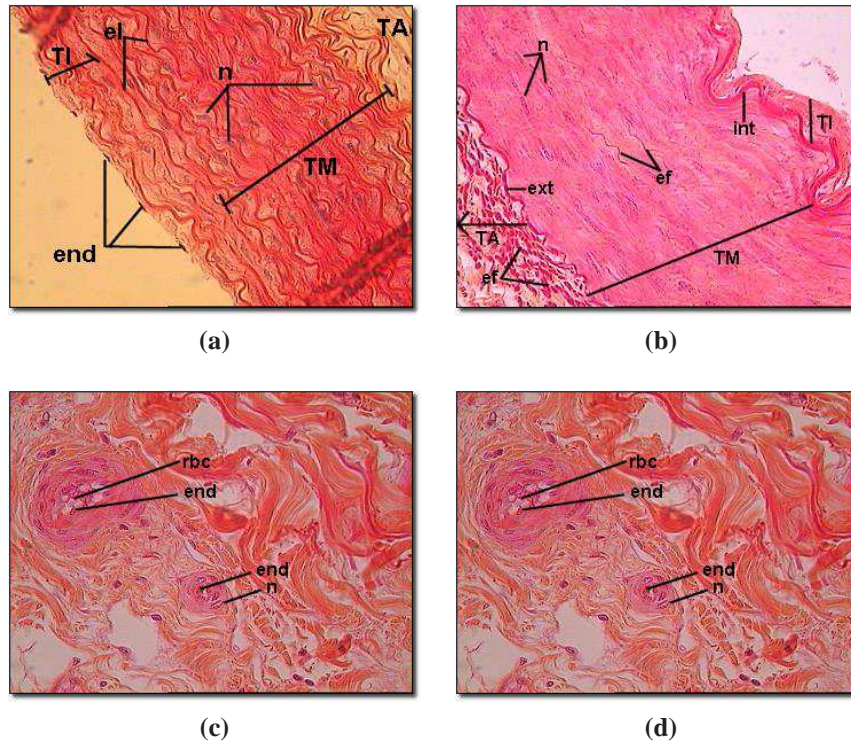 TI
el
n
TA
TM
end
(a)
n
int
TI
ef
ext
TA
ef
TM
(b)
rbc
end
end
n
(c)
rbc
end
end
n
(d)